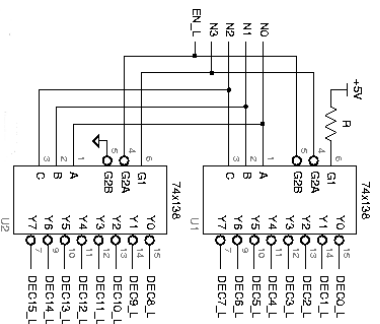 +5V
R
N0
N1
N2
N3
EN_L
74x138
U1
6 G1
4 G2A
5 G2B
1 A
2 B
3 C
Y0 15 DEC0_L
Y1 14 DEC1_L
Y2 13 DEC2_L
Y3 12 DEC3_L
Y4 11 DEC4_L
Y5 10 DEC5_L
Y6 9 DEC6_L
Y7 7 DEC7_L
74x138
U2
6 G1
4 G2A
5 G2B
1 A
2 B
3 C
Y0 15 DEC8_L
Y1 14 DEC9_L
Y2 13 DEC10_L
Y3 12 DEC11_L
Y4 11 DEC12_L
Y5 10 DEC13_L
Y6 9 DEC14_L
Y7 7 DEC15_L